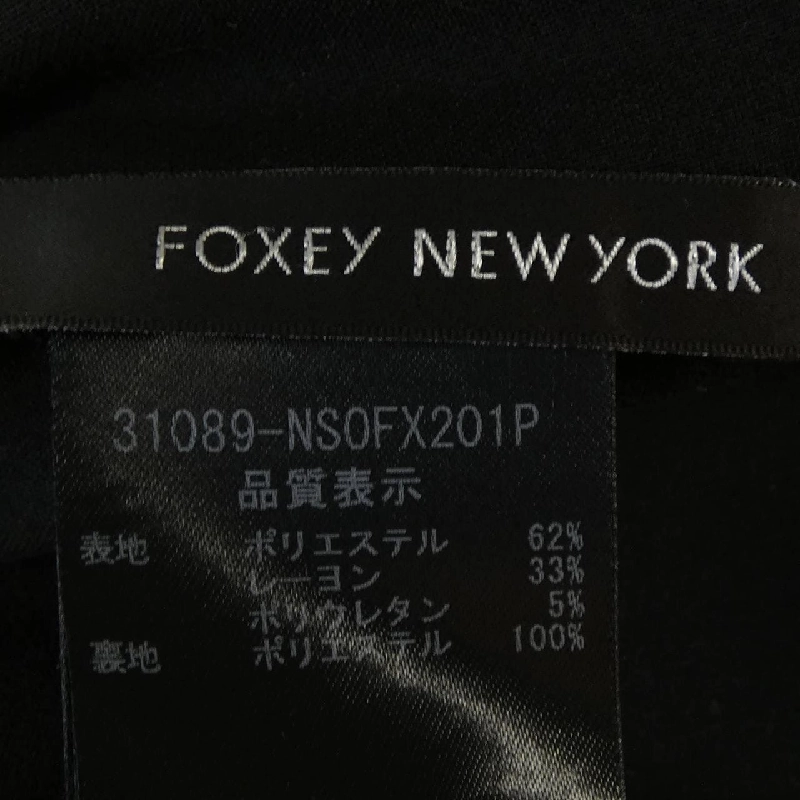 FOXEY NEW YORK
31089-NSOFX201P
品質表示
表地 ポリエステル 62%
レーヨン 33%
ポリウレタン 5%
裏地 ポリエステル 100%